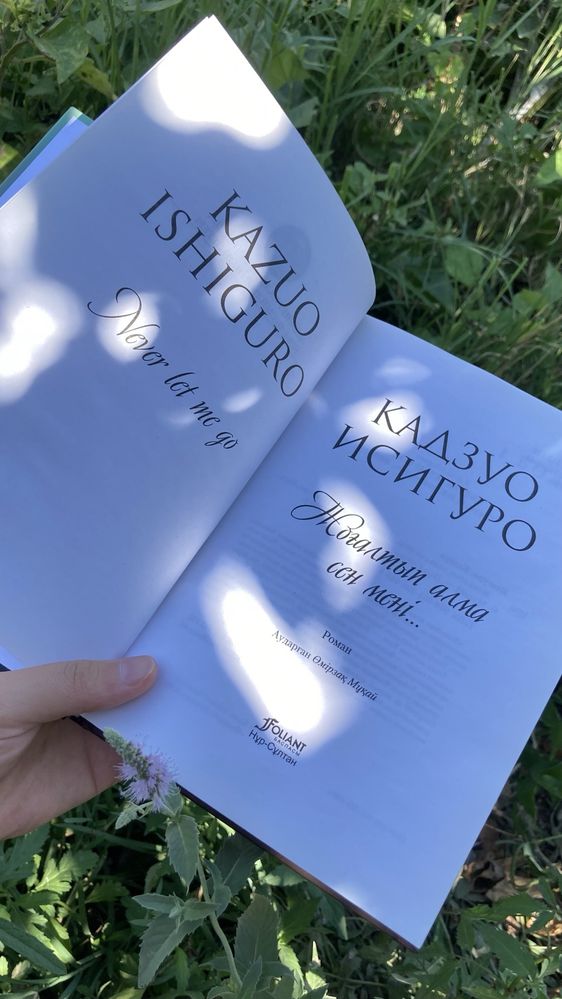 KAZUO
ISHIGURO
Never let me go
КАДЗУО
ИСИГУРО
Жоғалтып алма
сен мені...
Роман
Аударған Өмірзақ Мұқай
FOLIANT
БАСПАСЫ
Нұр-Сұлтан